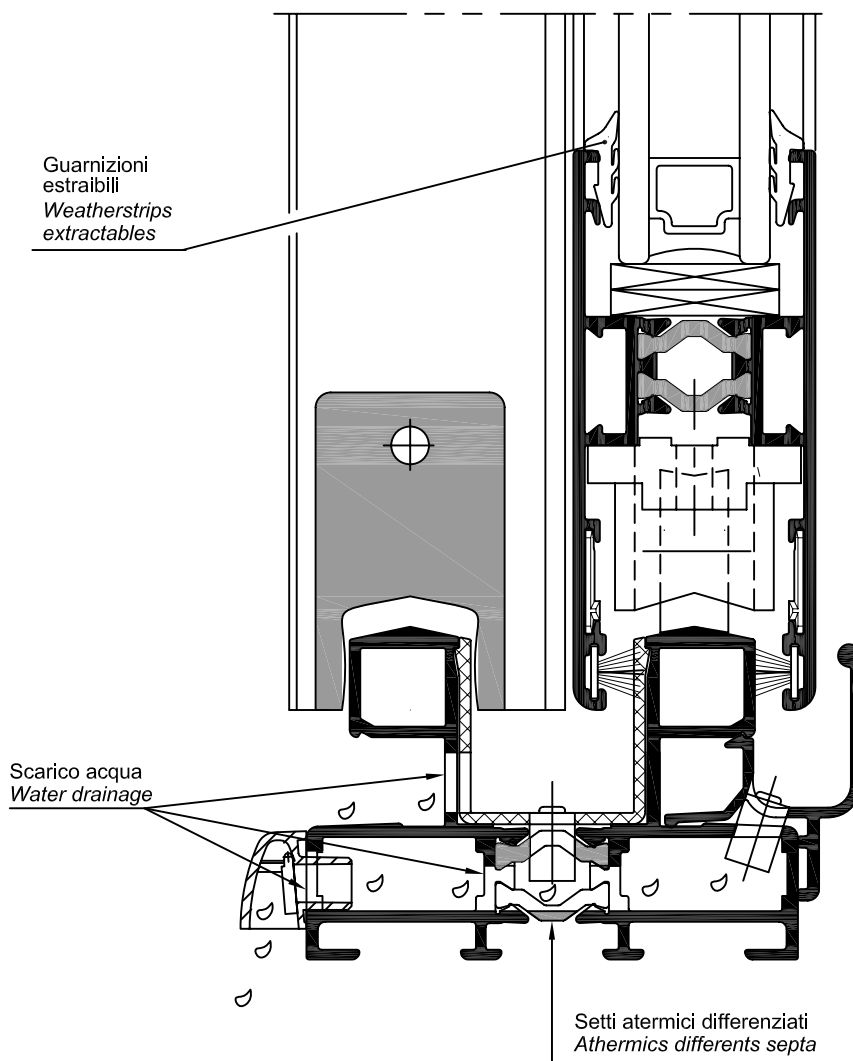 Guarnizioni
estraibili
Weatherstrips
extractables
Scarico acqua
Water drainage
Setti atermici differenziati
Athermics differents septa